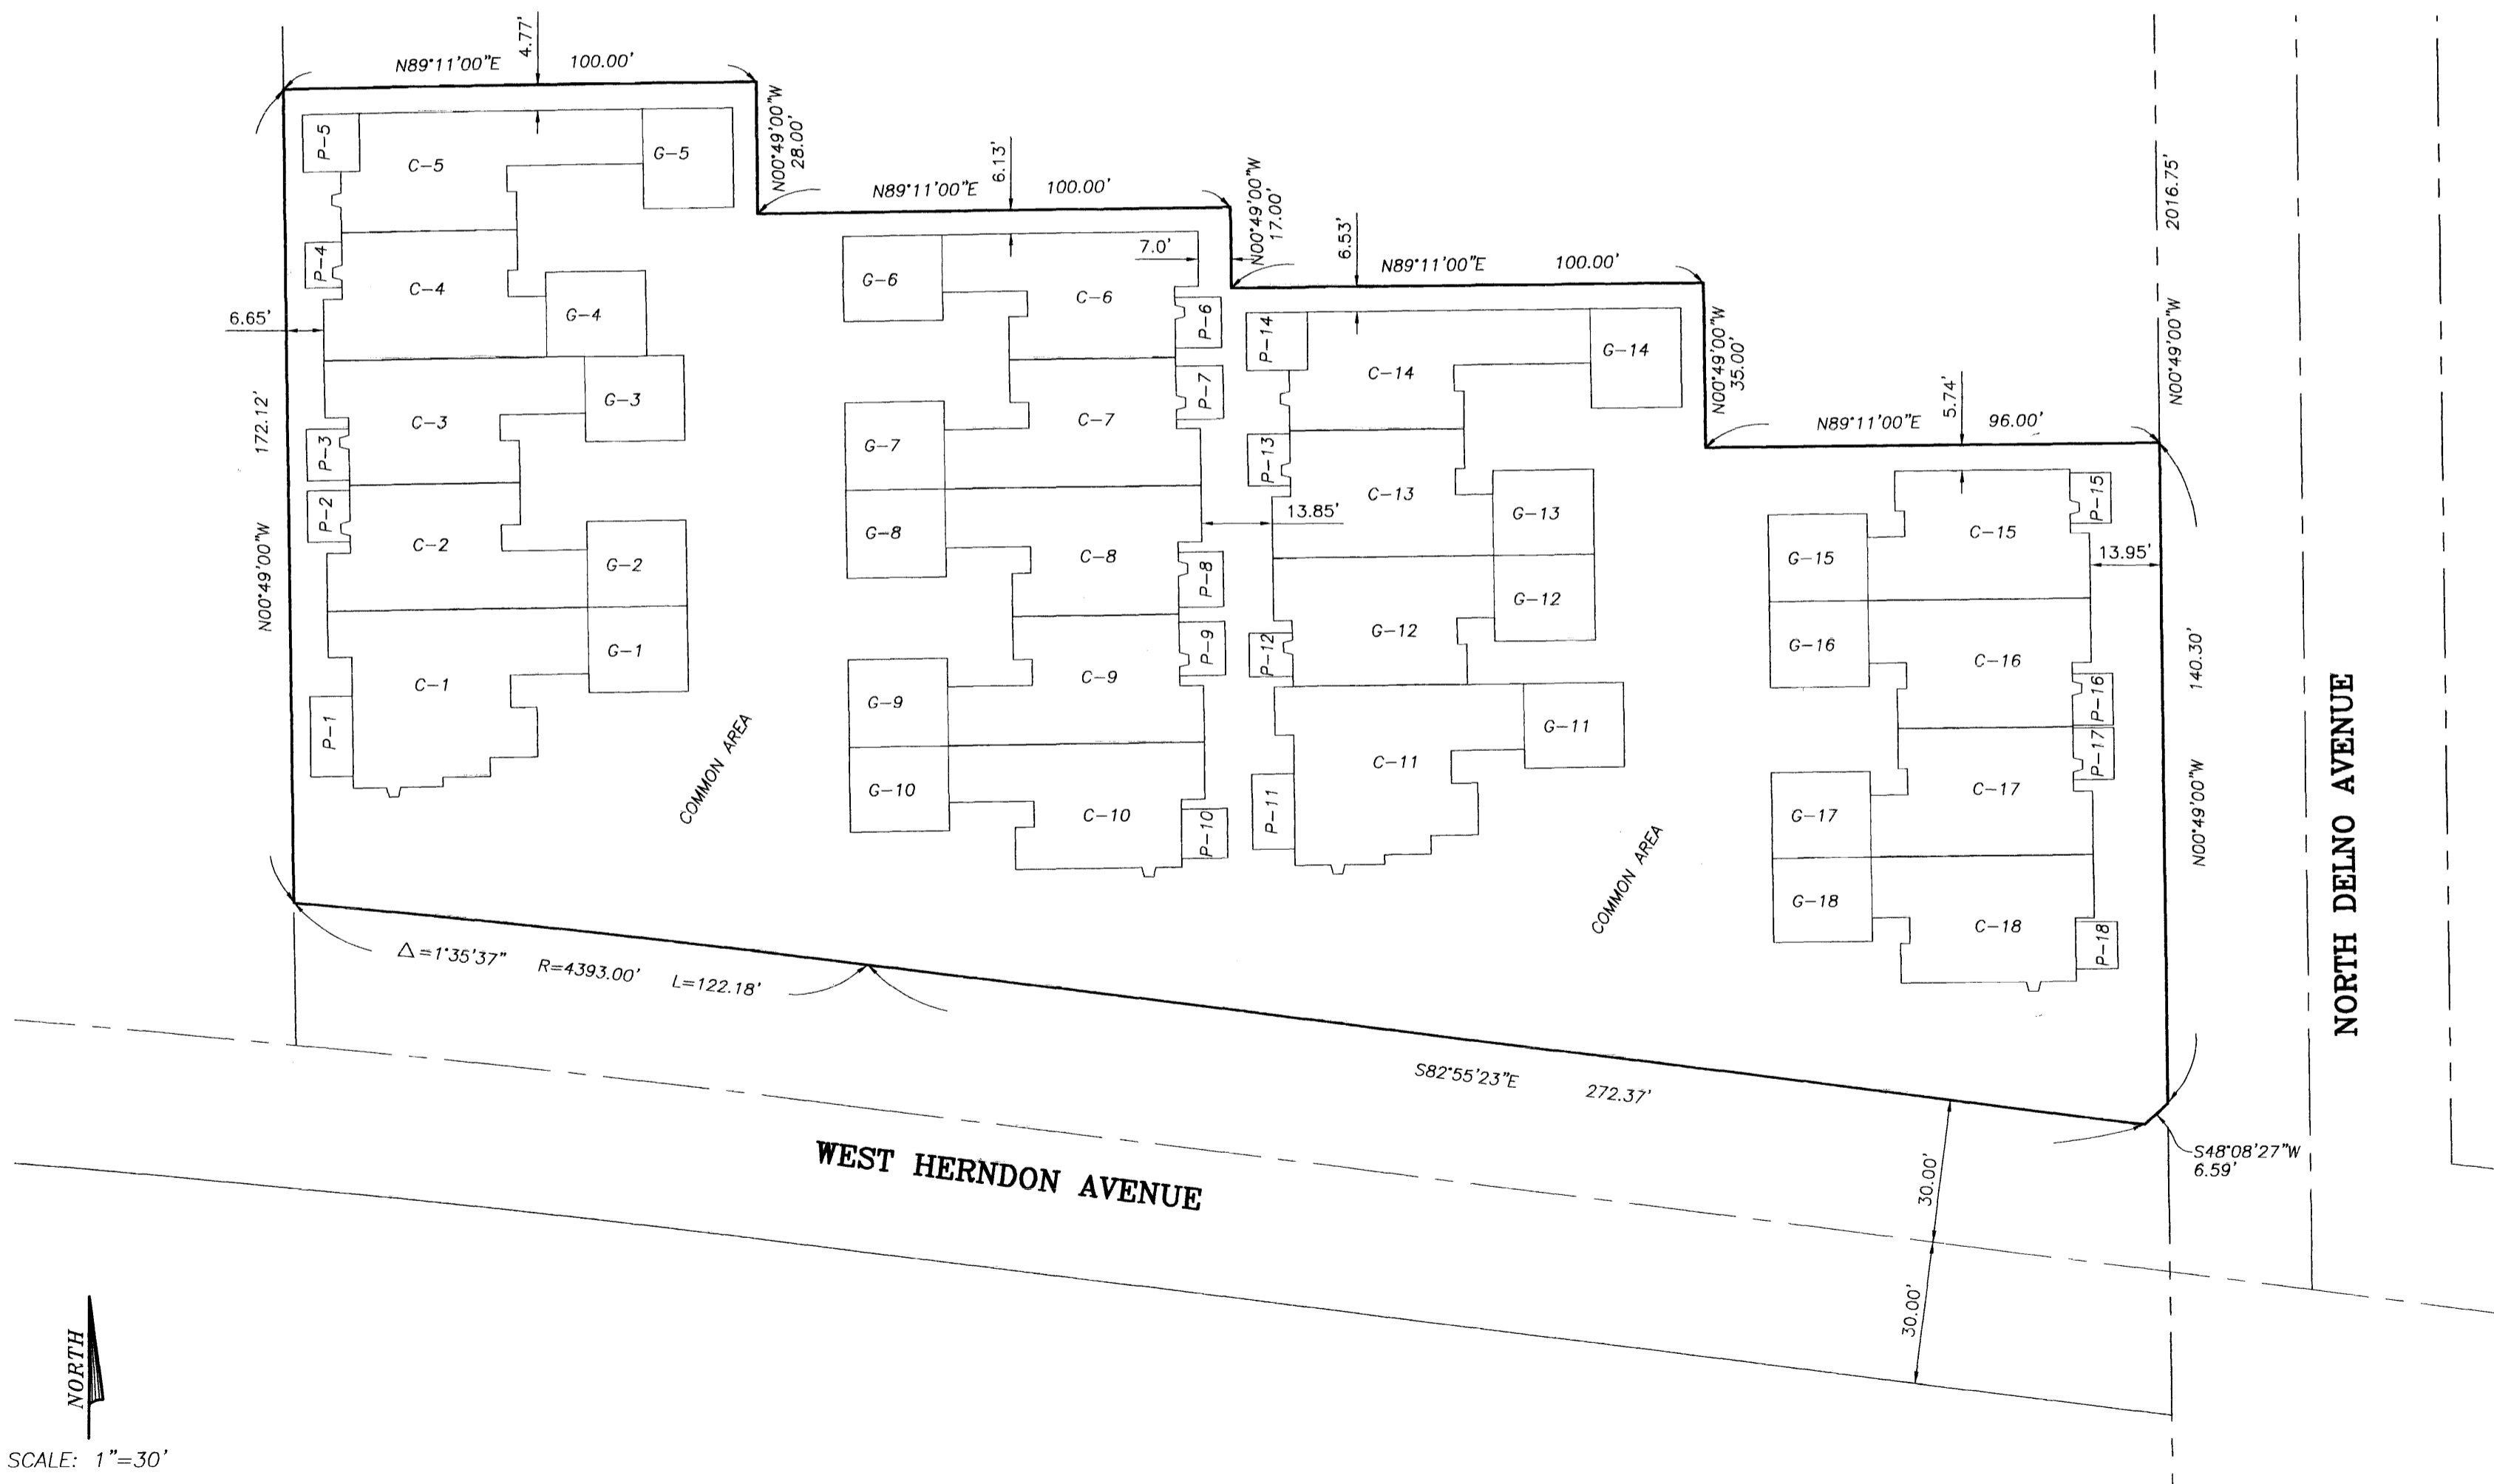 4.77'
N89°11'00"E 100.00'
N00°49'00"W
28.00'
P-5
C-5
G-5
6.13'
N89°11'00"E 100.00'
N00°49'00"W
17.00'
6.53'
N89°11'00"E 100.00'
N00°49'00"W
35.00'
5.74'
N89°11'00"E 96.00'
2016.75'
N00°49'00"W
P-4
C-4
G-4
6.65'
172.12'
N00°49'00"W
C-3
G-3
P-3
P-2
C-2
G-2
C-1
G-1
P-1
COMMON AREA
G-6
7.0'
C-6
P-6
P-7
G-7
C-7
G-8
C-8
P-8
13.85'
P-9
G-9
C-9
G-10
C-10
P-10
P-14
C-14
G-14
P-13
C-13
G-13
G-12
G-12
P-12
C-11
G-11
P-11
COMMON AREA
P-15
C-15
G-15
13.95'
G-16
C-16
P-16
P-17
G-17
C-17
G-18
C-18
P-18
140.30'
N00°49'00"W
NORTH DELNO AVENUE
Δ=1°35'37" R=4393.00' L=122.18'
S82°55'23"E 272.37'
S48°08'27"W
6.59'
30.00'
30.00'
WEST HERNDON AVENUE
NORTH
SCALE: 1"=30'